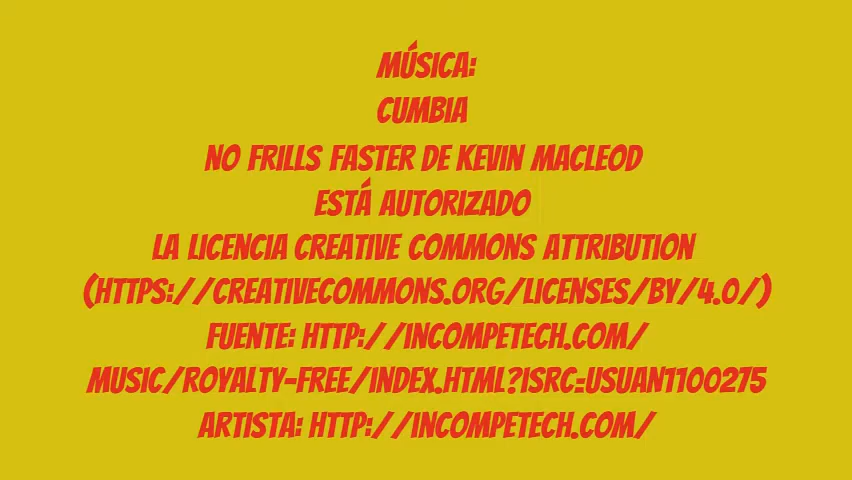 MÚSICA:
CUMBIA
NO FRILLS FASTER DE KEVIN MACLEOD
ESTÁ AUTORIZADO
LA LICENCIA CREATIVE COMMONS ATTRIBUTION
(HTTPS://CREATIVECOMMONS.ORG/LICENSES/BY/4.0/)
FUENTE: HTTP://INCOMPETECH.COM/
MUSIC/ROYALTY-FREE/INDEX.HTML?ISRC=USUAN1100275
ARTISTA: HTTP://INCOMPETECH.COM/